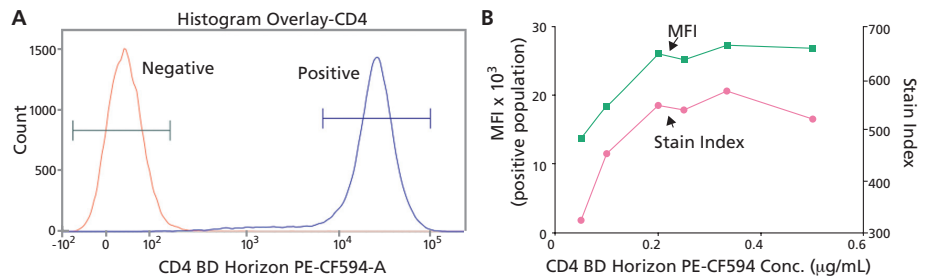 A
Histogram Overlay-CD4
Count
1500
1000
500
0
Negative
Positive
-10²
0
10²
10³
10⁴
10⁵
CD4 BD Horizon PE-CF594-A
B
MFI x 10³
(positive population)
30
20
10
0
MFI
Stain Index
700
600
500
400
300
Stain Index
0
0.2
0.4
0.6
CD4 BD Horizon PE-CF594 Conc. (µg/mL)